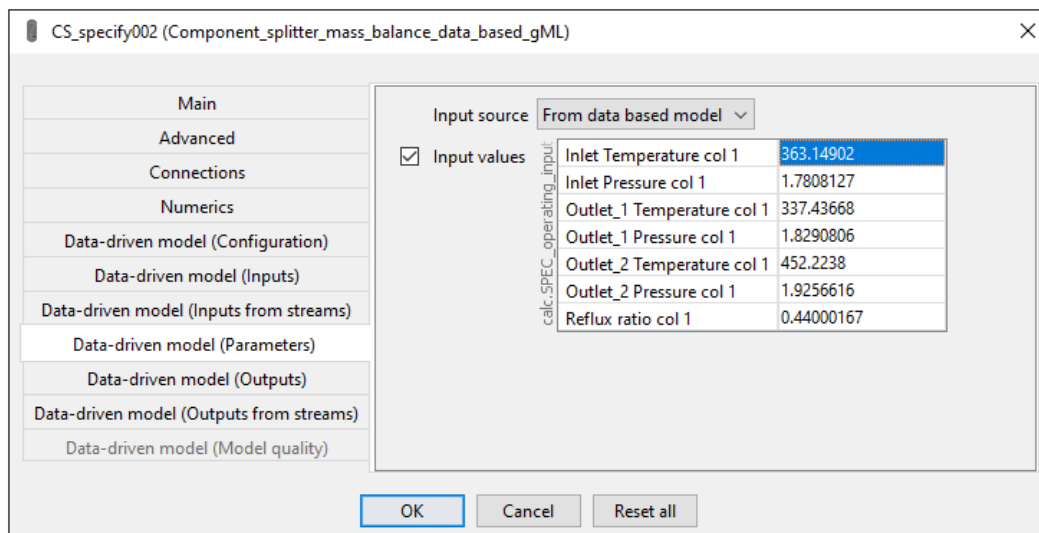 CS_specify002 (Component_splitter_mass_balance_data_based_gML)
Main
Advanced
Connections
Numerics
Data-driven model (Configuration)
Data-driven model (Inputs)
Data-driven model (Inputs from streams)
Data-driven model (Parameters)
Data-driven model (Outputs)
Data-driven model (Outputs from streams)
Data-driven model (Model quality)
Input source From data based model
Input values
calc.SPEC_operating_input
Inlet Temperature col 1 363.14902
Inlet Pressure col 1 1.7808127
Outlet_1 Temperature col 1 337.43668
Outlet_1 Pressure col 1 1.8290806
Outlet_2 Temperature col 1 452.2238
Outlet_2 Pressure col 1 1.9256616
Reflux ratio col 1 0.44000167
OK Cancel Reset all